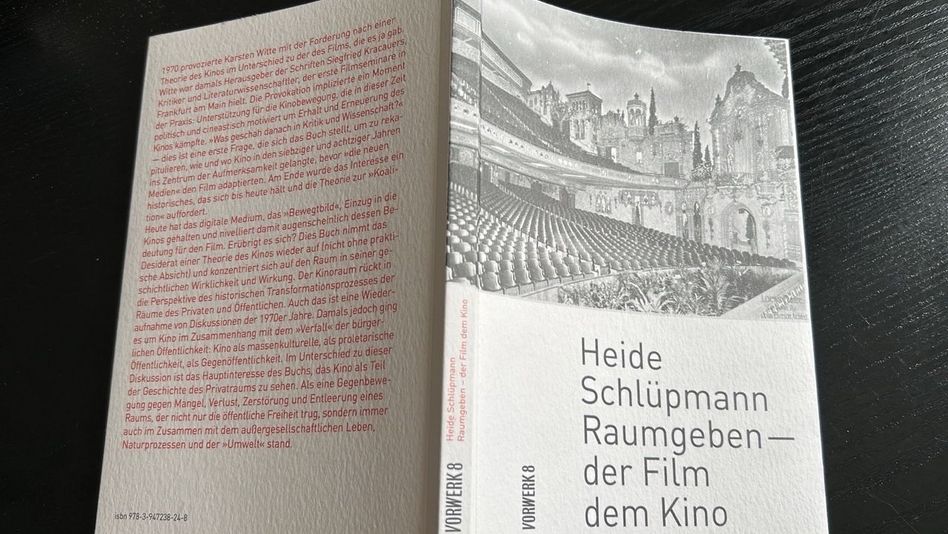 1970 provozierte Karsten Witte mit der Forderung nach einer
Theorie des Kinos im Unterschied zu der des Films, die es ja gab.
Witte war damals Herausgeber der Schriften Siegfried Kracauers,
Kritiker und Literaturwissenschaftler, der erste Filmseminare in
Frankfurt am Main hielt. Die Provokation implizierte ein Moment
der Praxis: Unterstützung für die Kinobewegung, die in dieser Zeit
politisch und cineastisch motiviert um Erhalt und Erneuerung des
Kinos kämpfte. »Was geschah danach in Kritik und Wissenschaft?«
— dies ist eine erste Frage, die sich das Buch stellt, um zu reka-
pitulieren, wie und wo Kino in den siebziger und achtziger Jahren
ins Zentrum der Aufmerksamkeit gelangte, bevor »die neuen
Medien« den Film adaptierten. Am Ende wurde das Interesse ein
historisches, das sich bis heute hält und die Theorie zur »Koali-
tion« auffordert.
Heute hat das digitale Medium, das »Bewegtbild«, Einzug in die
Kinos gehalten und nivelliert damit augenscheinlich dessen Be-
deutung für den Film. Erübrigt es sich? Dies Buch nimmt das
Desiderat einer Theorie des Kinos wieder auf (nicht ohne prakti-
sche Absicht) und konzentriert sich auf den Raum in seiner ge-
schichtlichen Wirklichkeit und Wirkung. Der Kinoraum rückt in
die Perspektive des historischen Transformationsprozesses der
Räume des Privaten und Öffentlichen. Auch das ist eine Wieder-
aufnahme von Diskussionen der 1970er Jahre. Damals jedoch ging
es um Kino im Zusammenhang mit dem »Verfall« der bürger-
lichen Öffentlichkeit: Kino als massenkulturelle, als proletarische
Öffentlichkeit, als Gegenöffentlichkeit. Im Unterschied zu dieser
Diskussion ist das Hauptinteresse des Buchs, das Kino als Teil
der Geschichte des Privatraums zu sehen. Als eine Gegenbewe-
gung gegen Mangel, Verlust, Zerstörung und Entleerung eines
Raums, der nicht nur die öffentliche Freiheit trug, sondern immer
auch im Zusammen mit dem außergesellschaftlichen Leben,
Naturprozessen und der »Umwelt« stand.
isbn 978-3-947238-24-8
Heide Schlüpmann
Raumgeben – der Film dem Kino
VORWERK 8
Heide
Schlüpmann
Raumgeben —
der Film
dem Kino
VORWERK 8